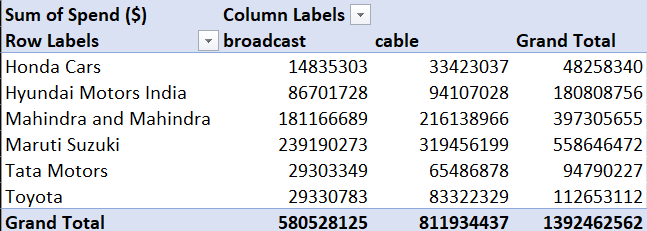 Sum of Spend ($) Column Labels
Row Labels broadcast cable Grand Total
Honda Cars 14835303 33423037 48258340
Hyundai Motors India 86701728 94107028 180808756
Mahindra and Mahindra 181166689 216138966 397305655
Maruti Suzuki 239190273 319456199 558646472
Tata Motors 29303349 65486878 94790227
Toyota 29330783 83322329 112653112
Grand Total 580528125 811934437 1392462562